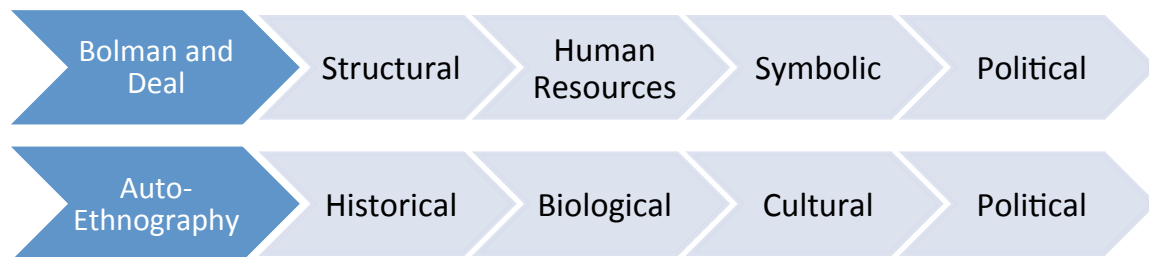 Bolman and
Deal
Structural
Human
Resources
Symbolic
Political
Auto-
Ethnography
Historical
Biological
Cultural
Political